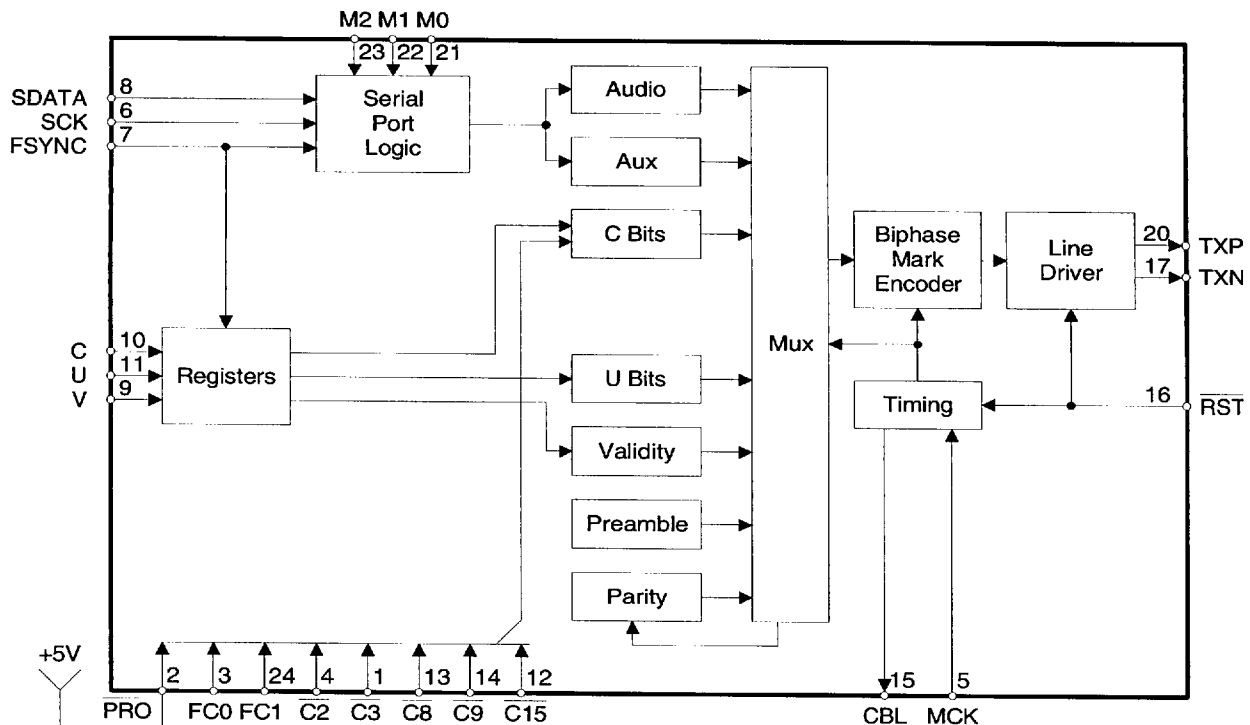 M2 M1 M0
23 22 21
SDATA 8
SCK 6
FSYNC 7
Serial
Port
Logic
Audio
Aux
C Bits
Biphase
Mark
Encoder
Line
Driver
20 TXP
17 TXN
C 10
U 11
V 9
Registers
Mux
U Bits
Timing
16 RST
Validity
Preamble
Parity
+5V
2 3 24 4 1 13 14 12 15 5
PRO FC0 FC1 C2 C3 C8 C9 C15 CBL MCK